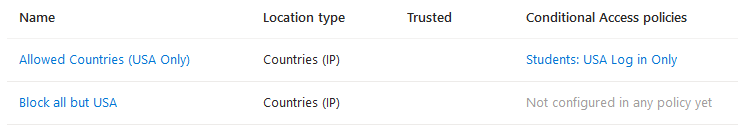 Name Location type Trusted Conditional Access policies
Allowed Countries (USA Only) Countries (IP) Students: USA Log in Only
Block all but USA Countries (IP) Not configured in any policy yet